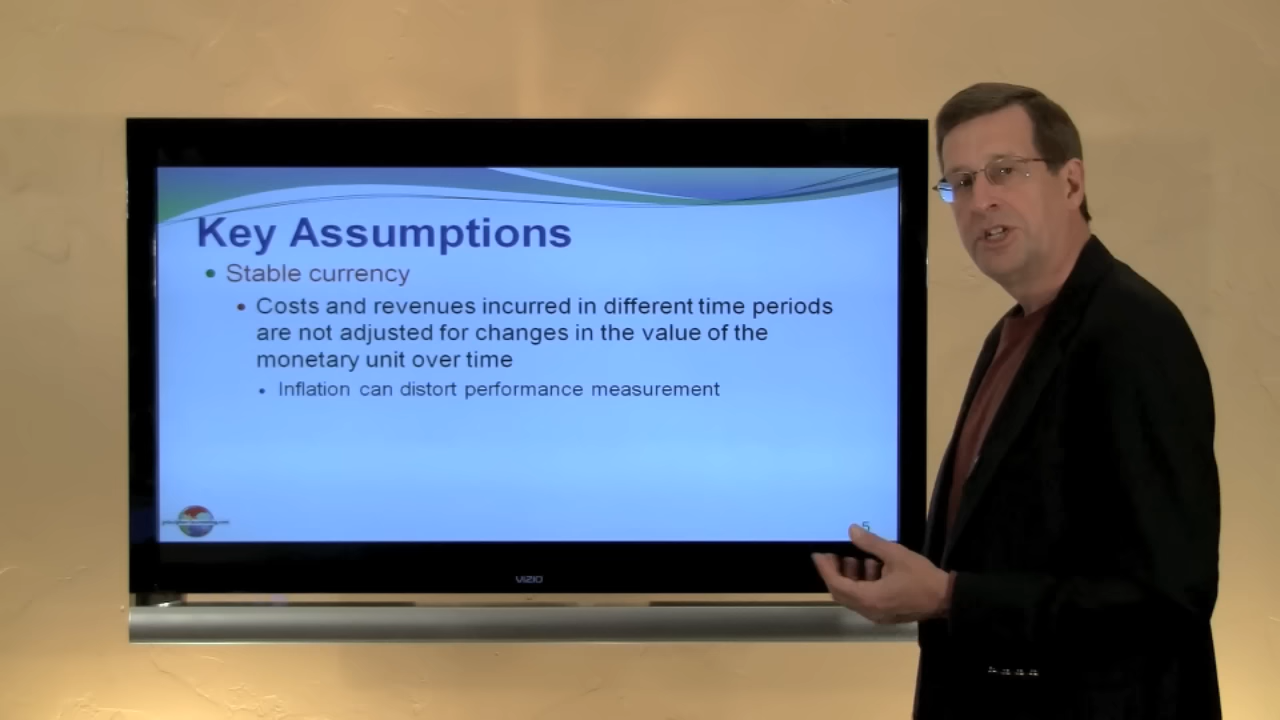 Key Assumptions
• Stable currency
• Costs and revenues incurred in different time periods
are not adjusted for changes in the value of the
monetary unit over time
• Inflation can distort performance measurement
5
VIZIO